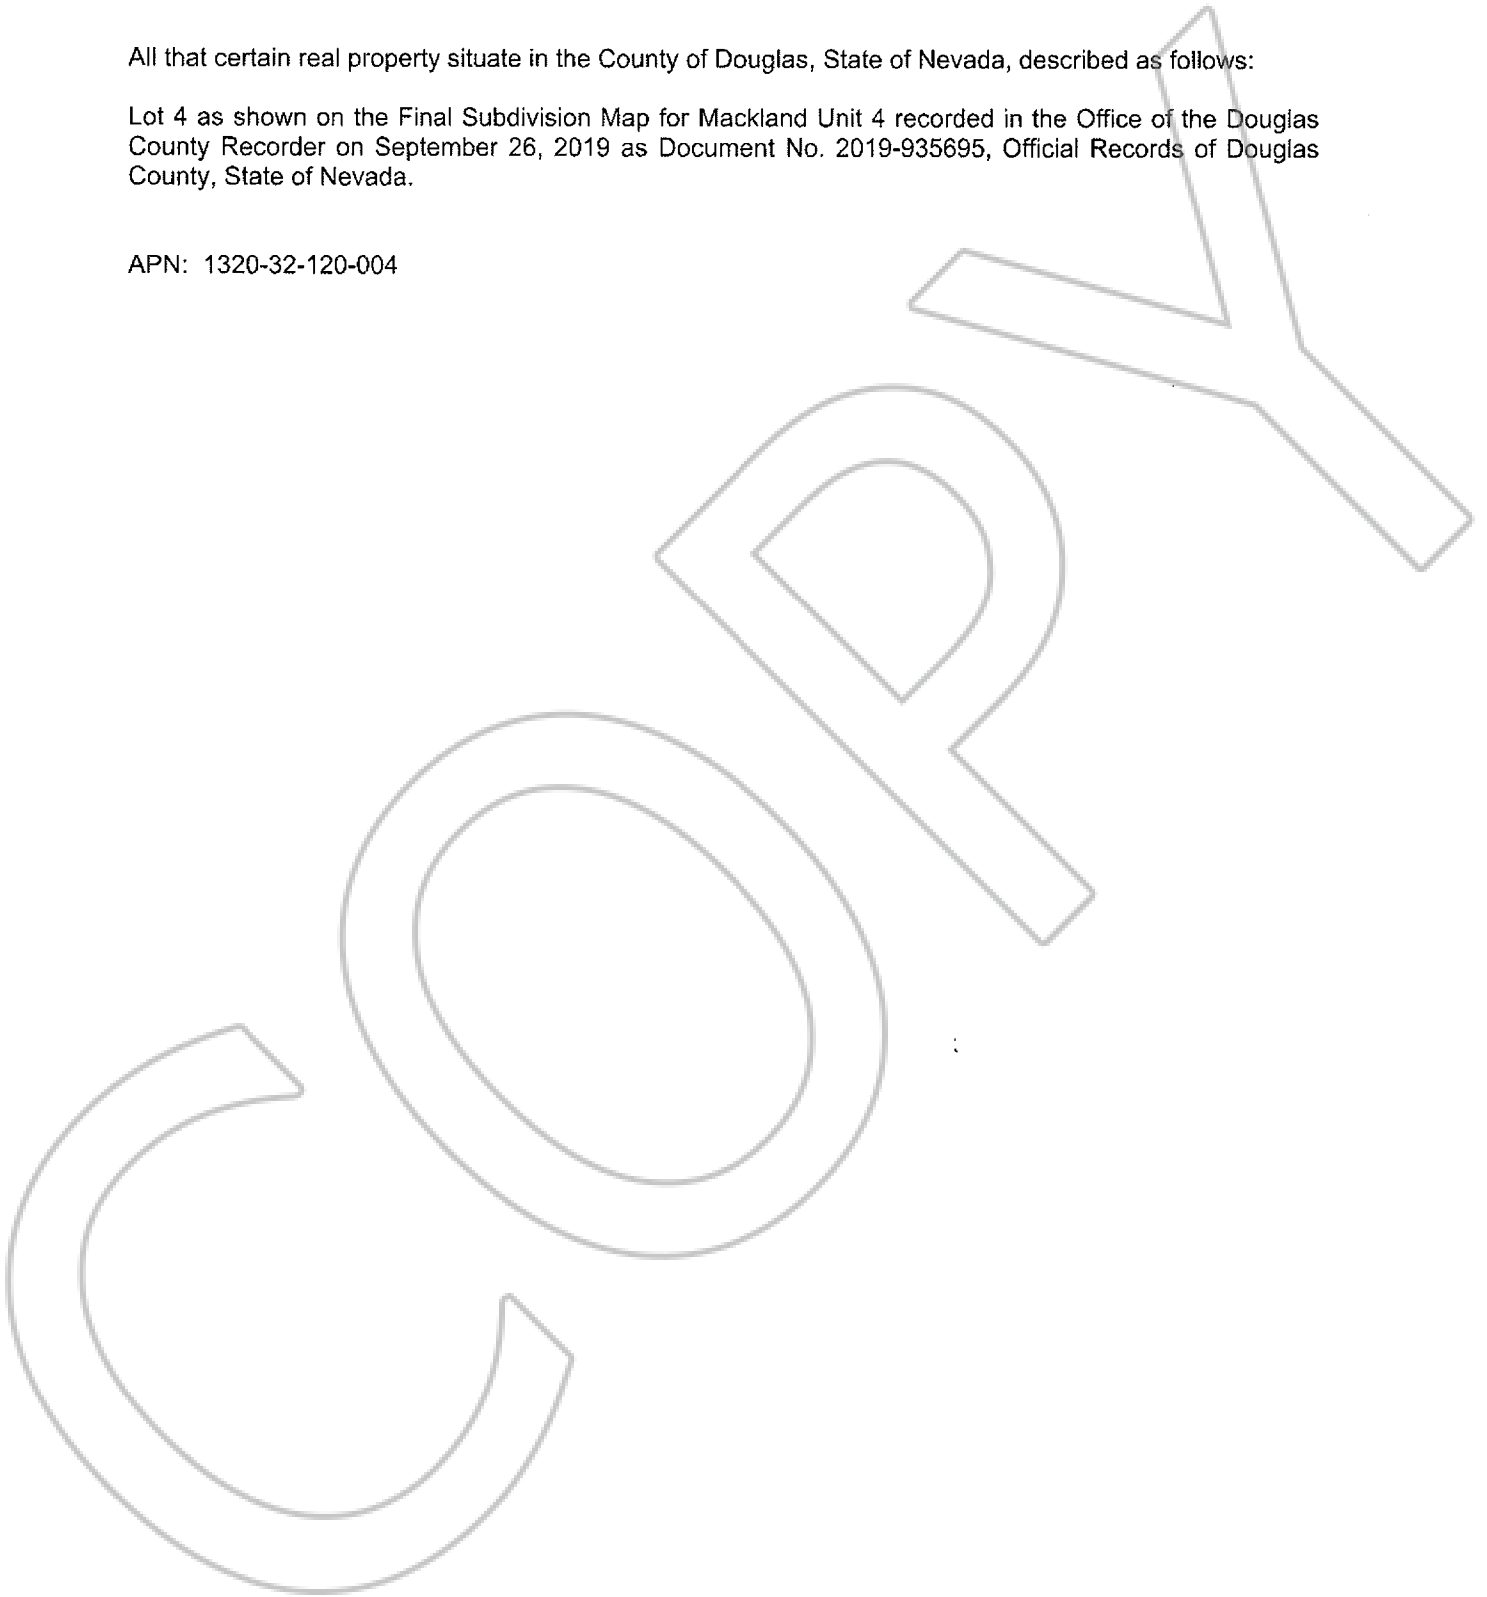 All that certain real property situate in the County of Douglas, State of Nevada, described as follows:
Lot 4 as shown on the Final Subdivision Map for Mackland Unit 4 recorded in the Office of the Douglas
County Recorder on September 26, 2019 as Document No. 2019-935695, Official Records of Douglas
County, State of Nevada.
APN: 1320-32-120-004
COPY